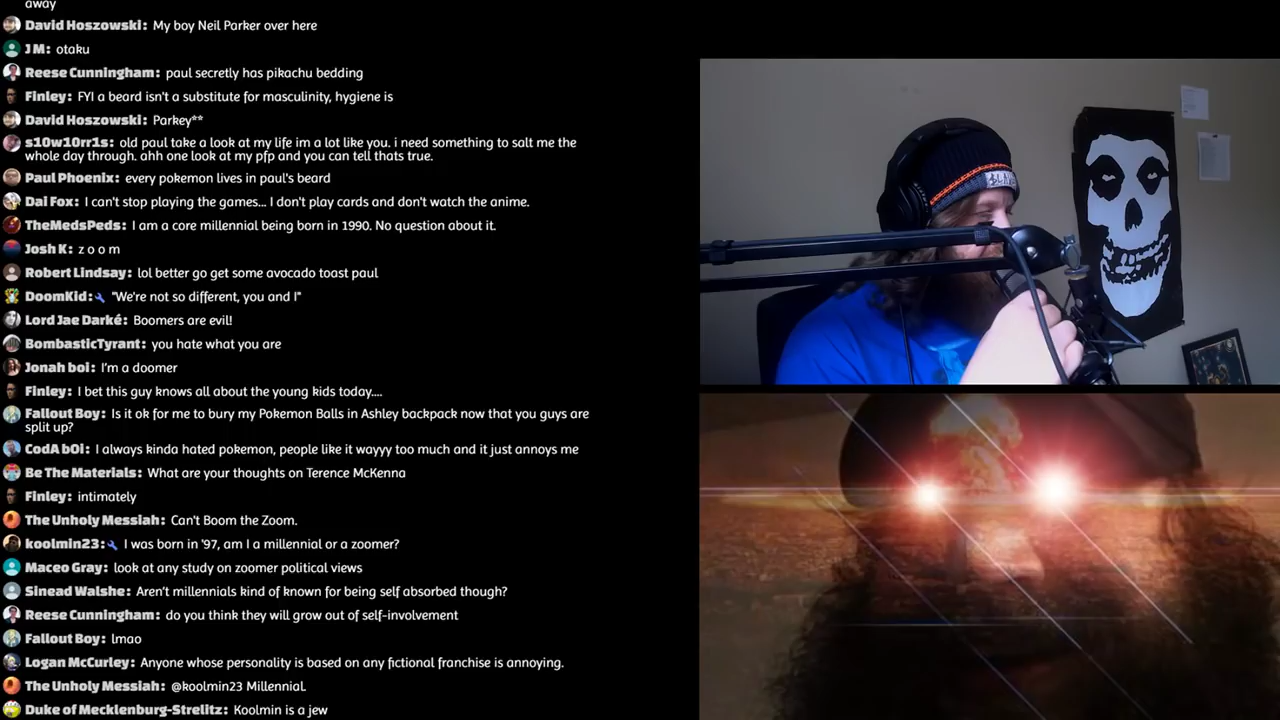 away
David Hoszowski: My boy Neil Parker over here
J M: otaku
Reese Cunningham: paul secretly has pikachu bedding
Finley: FYI a beard isn't a substitute for masculinity, hygiene is
David Hoszowski: Parkey**
s10w10rr1s: old paul take a look at my life im a lot like you. i need something to salt me the
whole day through. ahh one look at my pfp and you can tell thats true.
Paul Phoenix: every pokemon lives in paul's beard
Dai Fox: I can't stop playing the games... I don't play cards and don't watch the anime.
TheMedsPeds: I am a core millennial being born in 1990. No question about it.
Josh K: z o o m
Robert Lindsay: lol better go get some avocado toast paul
DoomKid: "We're not so different, you and I"
Lord Jae Darké: Boomers are evil!
BombasticTyrant: you hate what you are
Jonah boi: I'm a doomer
Finley: I bet this guy knows all about the young kids today....
Fallout Boy: Is it ok for me to bury my Pokemon Balls in Ashley backpack now that you guys are
split up?
CodA bOi: I always kinda hated pokemon, people like it wayyy too much and it just annoys me
Be The Materials: What are your thoughts on Terence McKenna
Finley: intimately
The Unholy Messiah: Can't Boom the Zoom.
koolmin23: I was born in '97, am I a millennial or a zoomer?
Maceo Gray: look at any study on zoomer political views
Sinead Walshe: Aren't millennials kind of known for being self absorbed though?
Reese Cunningham: do you think they will grow out of self-involvement
Fallout Boy: lmao
Logan McCurley: Anyone whose personality is based on any fictional franchise is annoying.
The Unholy Messiah: @koolmin23 Millennial.
Duke of Mecklenburg-Strelitz: Koolmin is a jew